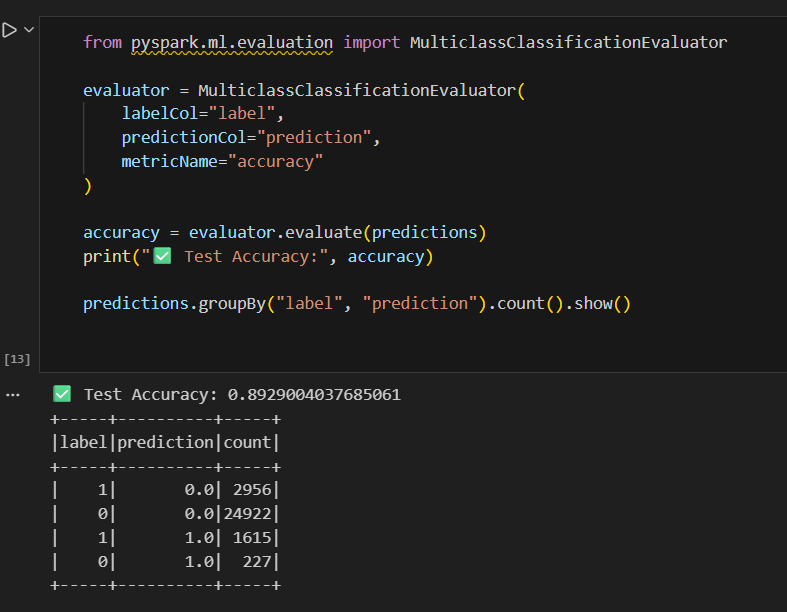 from pyspark.ml.evaluation import MulticlassClassificationEvaluator
evaluator = MulticlassClassificationEvaluator(
    labelCol="label",
    predictionCol="prediction",
    metricName="accuracy"
)
accuracy = evaluator.evaluate(predictions)
print("✅ Test Accuracy:", accuracy)
predictions.groupBy("label", "prediction").count().show()
[13]
... ✅ Test Accuracy: 0.8929004037685061
+-----+----------+-----+
|label|prediction|count|
+-----+----------+-----+
|    1|       0.0| 2956|
|    0|       0.0|24922|
|    1|       1.0| 1615|
|    0|       1.0|  227|
+-----+----------+-----+